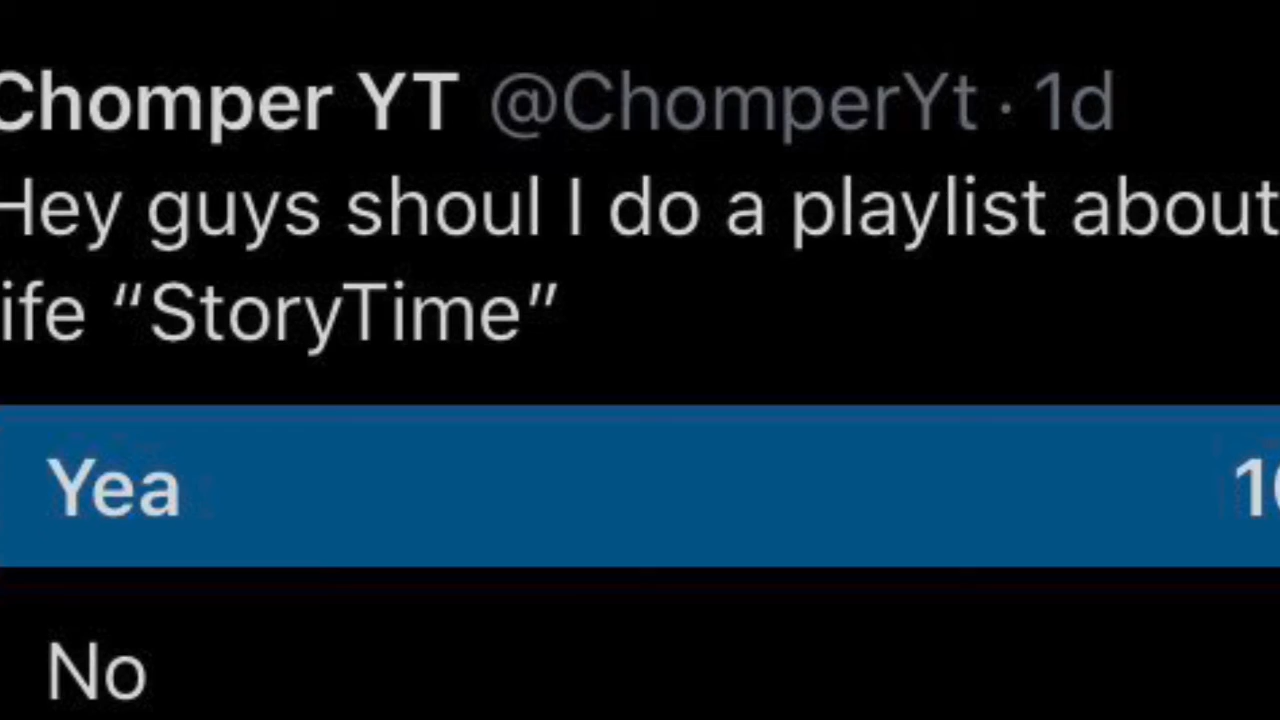 Chomper YT @ChomperYt · 1d
Hey guys shoul I do a playlist about
ife “StoryTime”
Yea
No